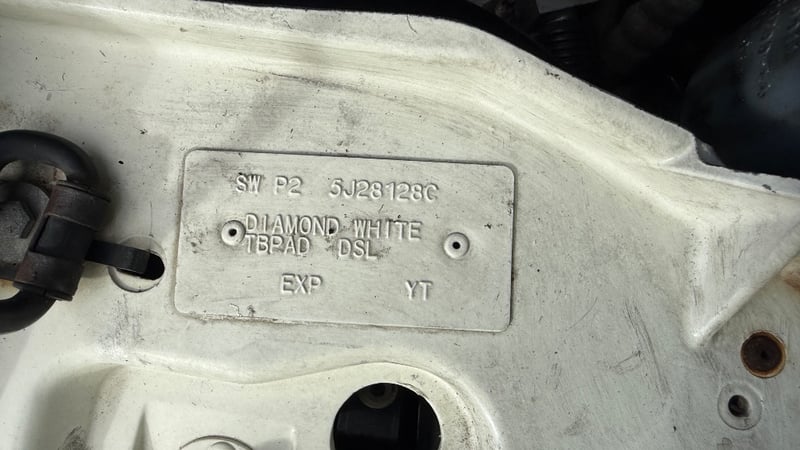 SW P2 5J28128C
DIAMOND WHITE
TBPAD DSL
EXP YT